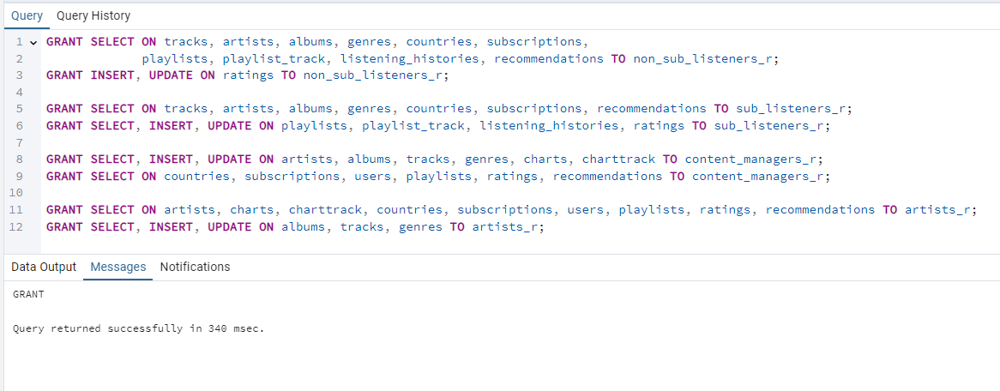 Query Query History
1 GRANT SELECT ON tracks, artists, albums, genres, countries, subscriptions,
2 playlists, playlist_track, listening_histories, recommendations TO non_sub_listeners_r;
3 GRANT INSERT, UPDATE ON ratings TO non_sub_listeners_r;
4
5 GRANT SELECT ON tracks, artists, albums, genres, countries, subscriptions, recommendations TO sub_listeners_r;
6 GRANT SELECT, INSERT, UPDATE ON playlists, playlist_track, listening_histories, ratings TO sub_listeners_r;
7
8 GRANT SELECT, INSERT, UPDATE ON artists, albums, tracks, genres, charts, charttrack TO content_managers_r;
9 GRANT SELECT ON countries, subscriptions, users, playlists, ratings, recommendations TO content_managers_r;
10
11 GRANT SELECT ON artists, charts, charttrack, countries, subscriptions, users, playlists, ratings, recommendations TO artists_r;
12 GRANT SELECT, INSERT, UPDATE ON albums, tracks, genres TO artists_r;
Data Output Messages Notifications
GRANT
Query returned successfully in 340 msec.